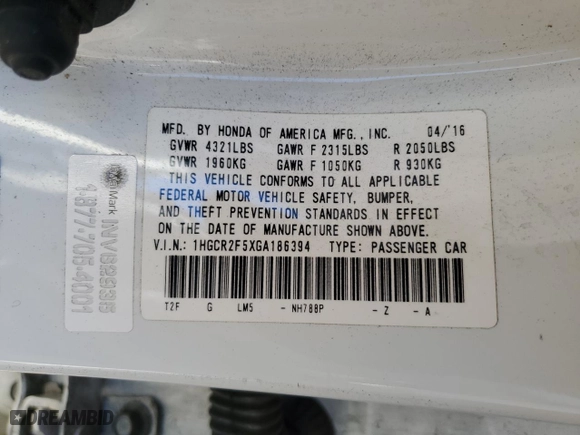 MFD. BY HONDA OF AMERICA MFG., INC. 04/'16
GVWR 4321LBS GAWR F 2315LBS R 2050LBS
GVWR 1960KG GAWR F 1050KG R 930KG
THIS VEHICLE CONFORMS TO ALL APPLICABLE
FEDERAL MOTOR VEHICLE SAFETY, BUMPER,
AND THEFT PREVENTION STANDARDS IN EFFECT
ON THE DATE OF MANUFACTURE SHOWN ABOVE.
V.I.N.: 1HGCR2F5XGA186394 TYPE: PASSENGER CAR
T2F G LM5 - NH788P - Z - A
1·877·705·4001
DREAMBID